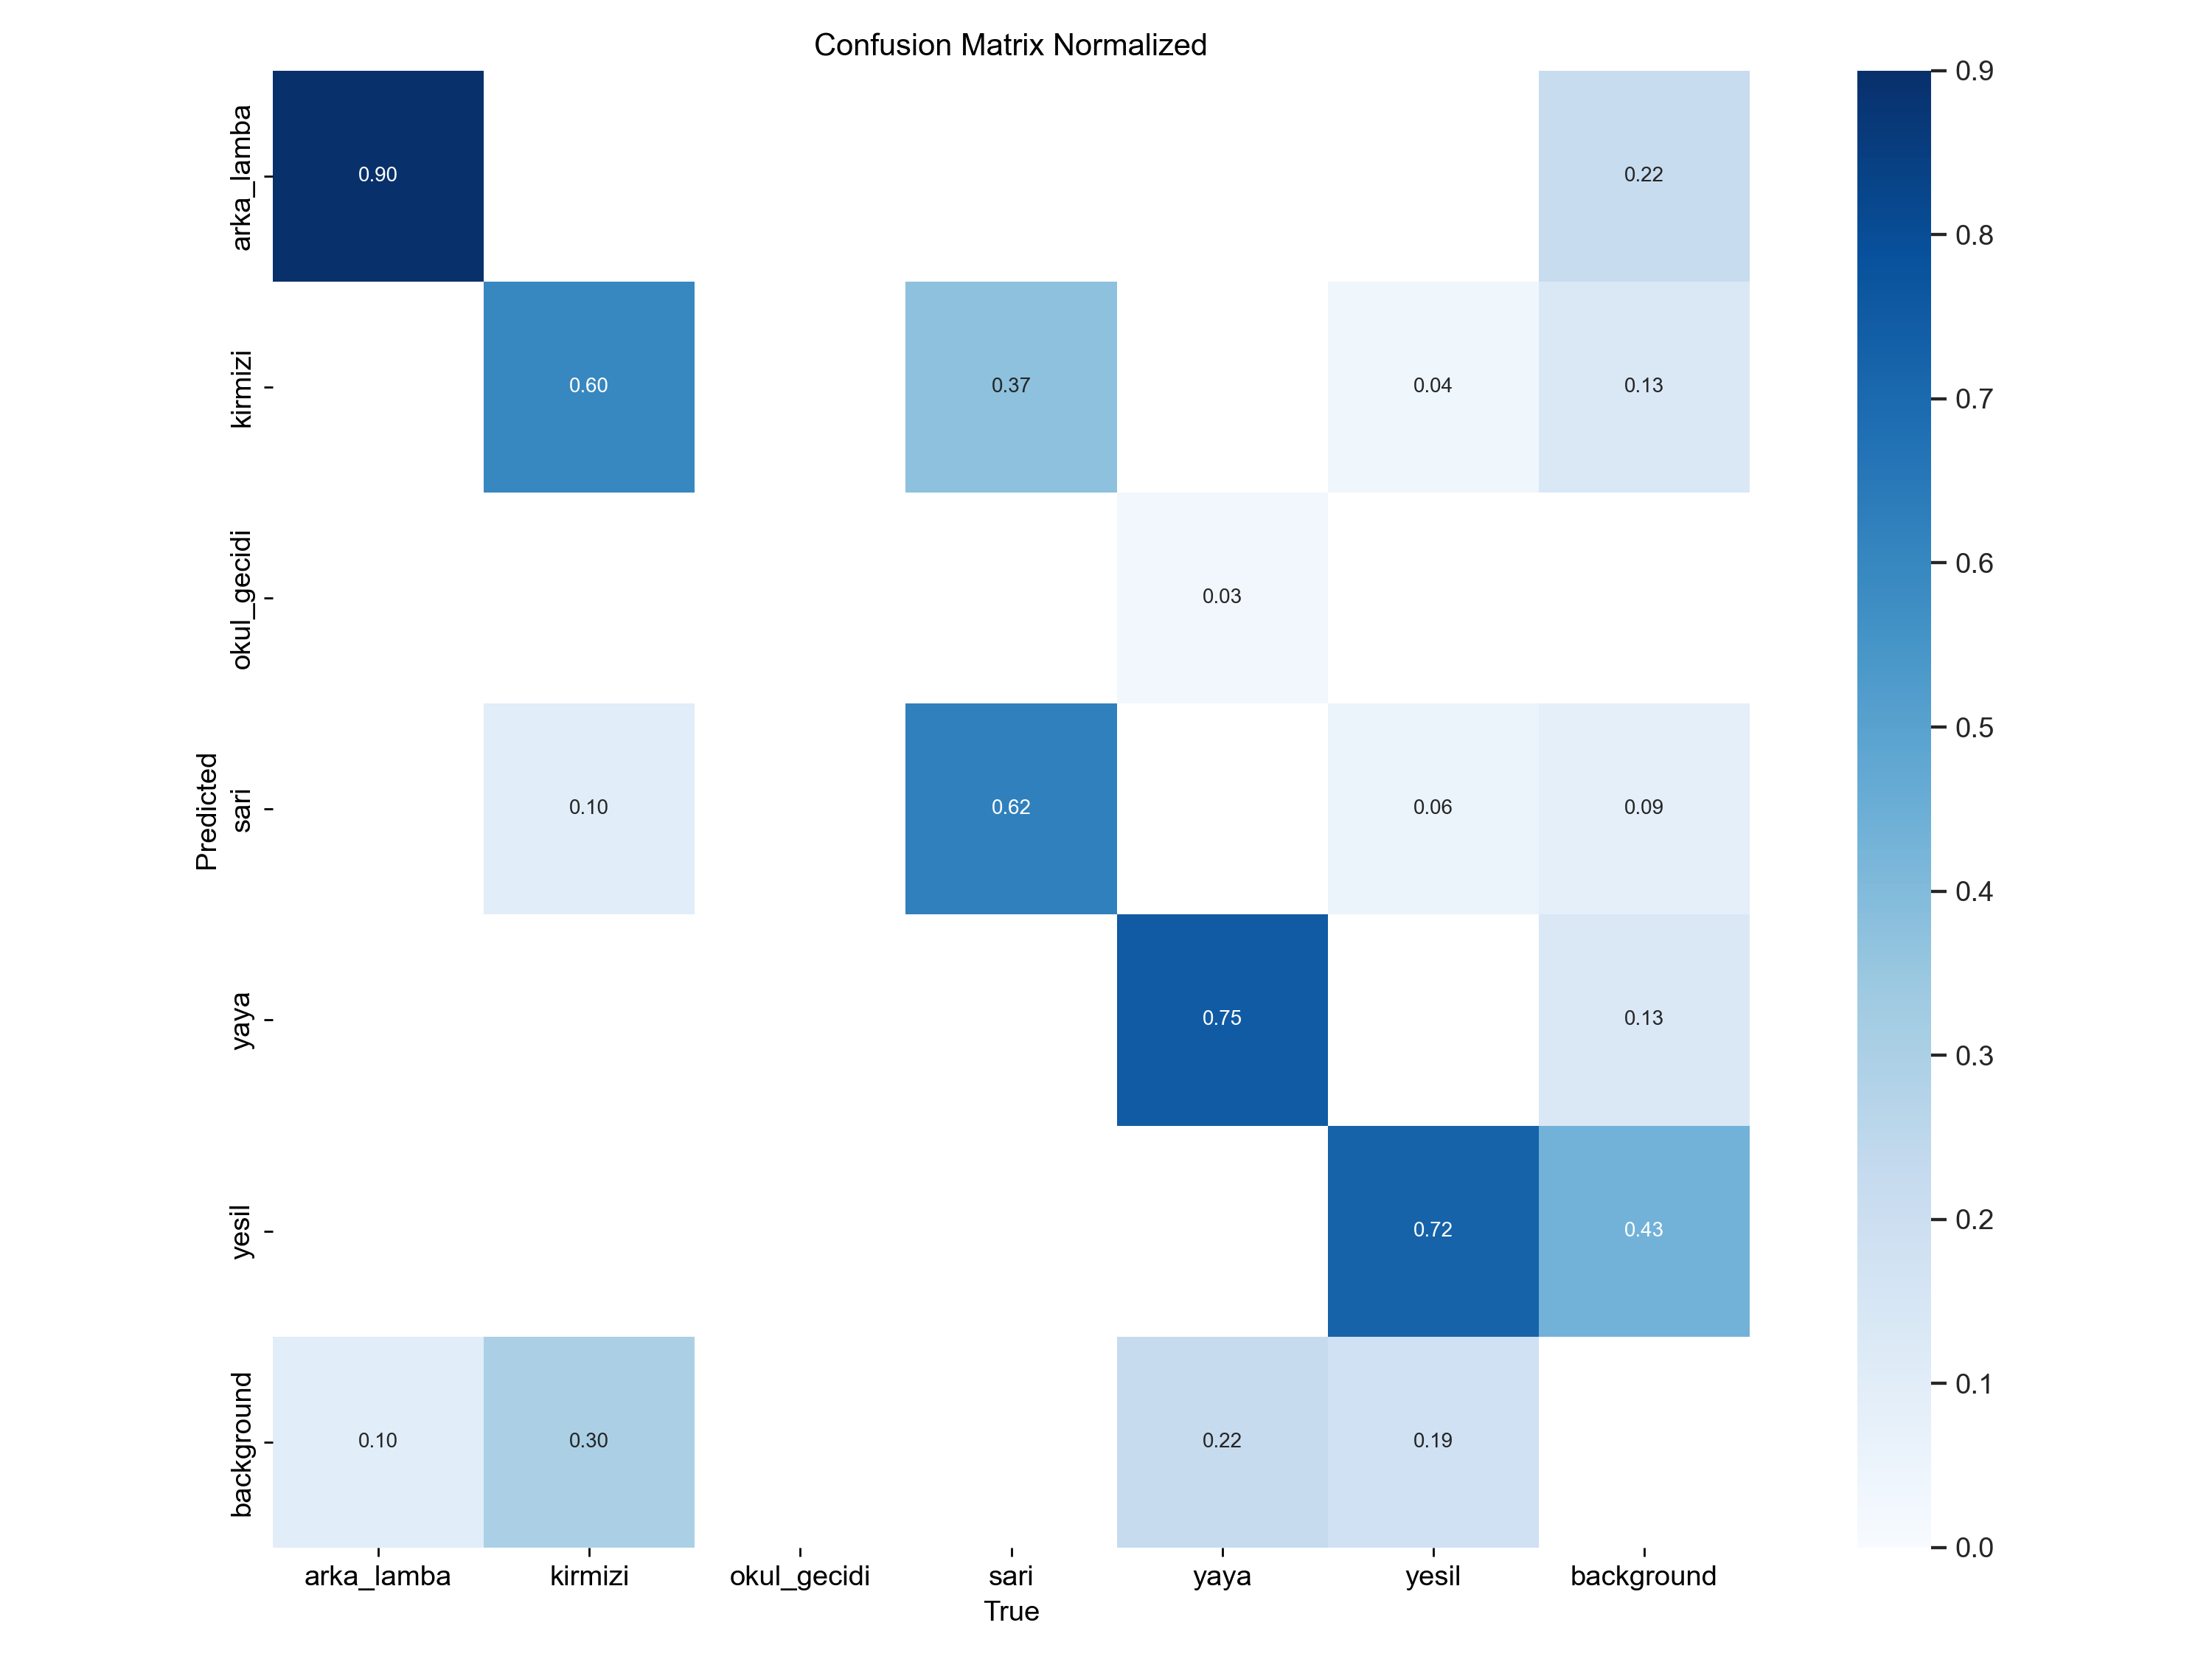 Confusion Matrix Normalized
0.9
arka_lamba
0.90
0.22
0.8
kirmizi
0.60
0.37
0.04
0.13
0.7
okul_gecidi
0.03
0.6
0.5
Predicted
sari
0.10
0.62
0.06
0.09
0.4
yaya
0.75
0.13
0.3
yesil
0.72
0.43
0.2
background
0.10
0.30
0.22
0.19
0.1
0.0
arka_lamba kirmizi okul_gecidi sari yaya yesil background
True